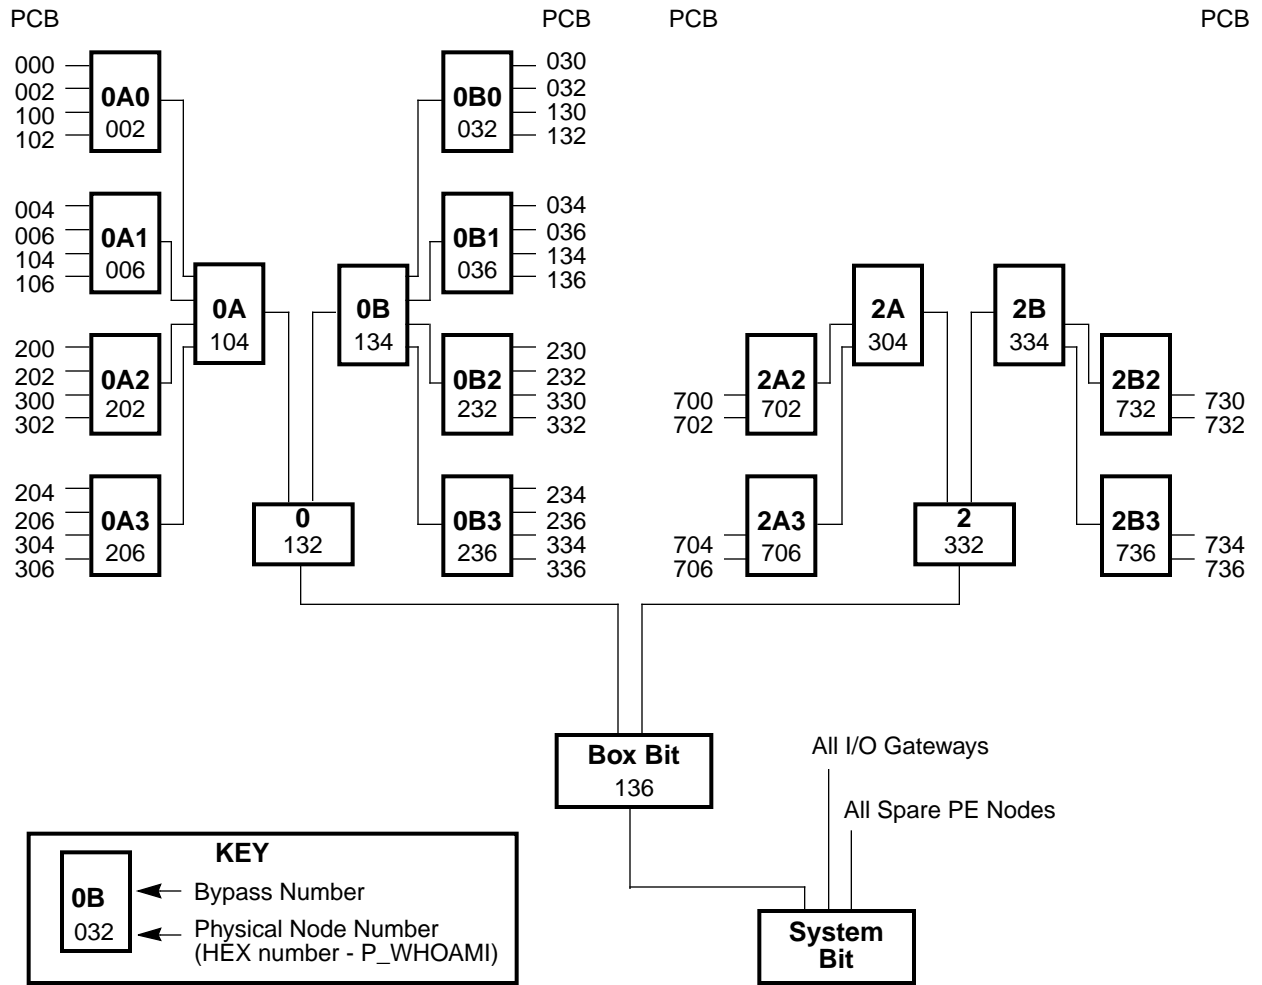 PCB PCB PCB PCB
000
002
100
102
0A0
002
0B0
032
030
032
130
132
004
006
104
106
0A1
006
0B1
036
034
036
134
136
0A
104
0B
134
2A
304
2B
334
200
202
300
302
0A2
202
0B2
232
230
232
330
332
700
702
2A2
702
2B2
732
730
732
204
206
304
306
0A3
206
0
132
0B3
236
234
236
334
336
704
706
2A3
706
2
332
2B3
736
734
736
Box Bit
136
All I/O Gateways
All Spare PE Nodes
System
Bit
KEY
0B
032
Bypass Number
Physical Node Number
(HEX number - P_WHOAMI)